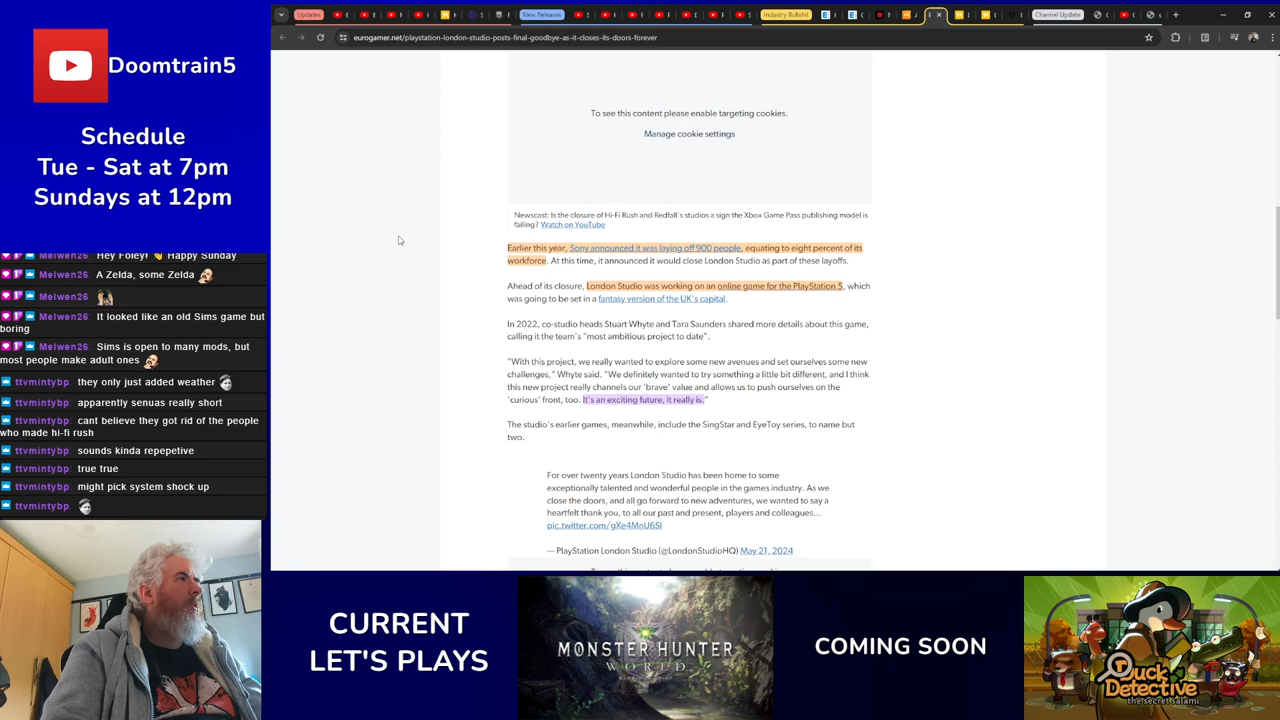 Doomtrain5
Schedule
Tue - Sat at 7pm
Sundays at 12pm
Melwen26: Hey Foley Happy Sunday
Melwen26: A Zelda, a Zelda
Melwen26:
Melwen26: It looked like an old Sims game but
boring
Melwen26: Sims is open to many mods, but
most people make adult ones
ttvmintybp: they only just added weather
ttvmintybp: apparently senuas really short
ttvmintybp: cant believe they got rid of the people
who made hi-fi rush
ttvmintybp: sounds kinda repepetive
ttvmintybp: true true
ttvmintybp: might pick system shock up
ttvmintybp:
Updates
New Releases
Industry Bullshit
Channel Update
eurogamer.net/playstation-london-studio-posts-final-goodbye-as-it-closes-its-doors-forever
To see this content please enable targeting cookies.
Manage cookie settings
Newscast: Is the closure of Hi-Fi Rush and Redfall's studios a sign the Xbox Game Pass publishing model is
failing? Watch on YouTube
Earlier this year, Sony announced it was laying off 900 people, equating to eight percent of its
workforce. At this time, it announced it would close London Studio as part of these layoffs.
Ahead of its closure, London Studio was working on an online game for the PlayStation 5, which
was going to be set in a fantasy version of the UK's capital.
In 2022, co-studio heads Stuart Whyte and Tara Saunders shared more details about this game,
calling it the team's "most ambitious project to date".
"With this project, we really wanted to explore some new avenues and set ourselves some new
challenges," Whyte said. "We definitely wanted to try something a little bit different, and I think
this new project really channels our 'brave' value and allows us to push ourselves on the
'curious' front, too. It's an exciting future, it really is."
The studio's earlier games, meanwhile, include the SingStar and EyeToy series, to name but
two.
For over twenty years London Studio has been home to some
exceptionally talented and wonderful people in the games industry. As we
close the doors, and all go forward to new adventures, we wanted to say a
heartfelt thank you, to all our past and present, players and colleagues…
pic.twitter.com/gXe4MnU6SI
— PlayStation London Studio (@LondonStudioHQ) May 21, 2024
CURRENT
LET'S PLAYS
MONSTER HUNTER
WORLD
COMING SOON
Duck
Detective
the secret salami